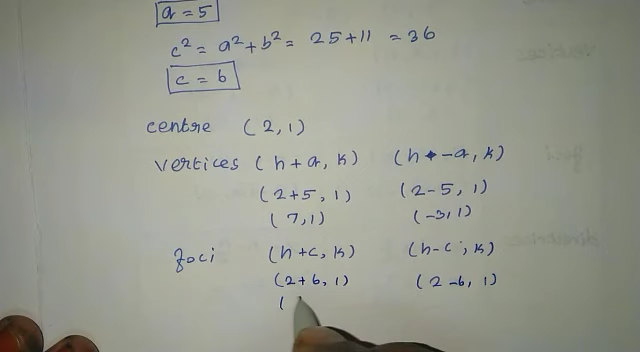 a = 5
c² = a² + b² = 25 + 11 = 36
c = 6
centre (2, 1)
vertices (h + a, k) (h - a, k)
(2 + 5, 1) (2 - 5, 1)
(7, 1) (-3, 1)
foci (h + c, k) (h - c, k)
(2 + 6, 1) (2 - 6, 1)
(